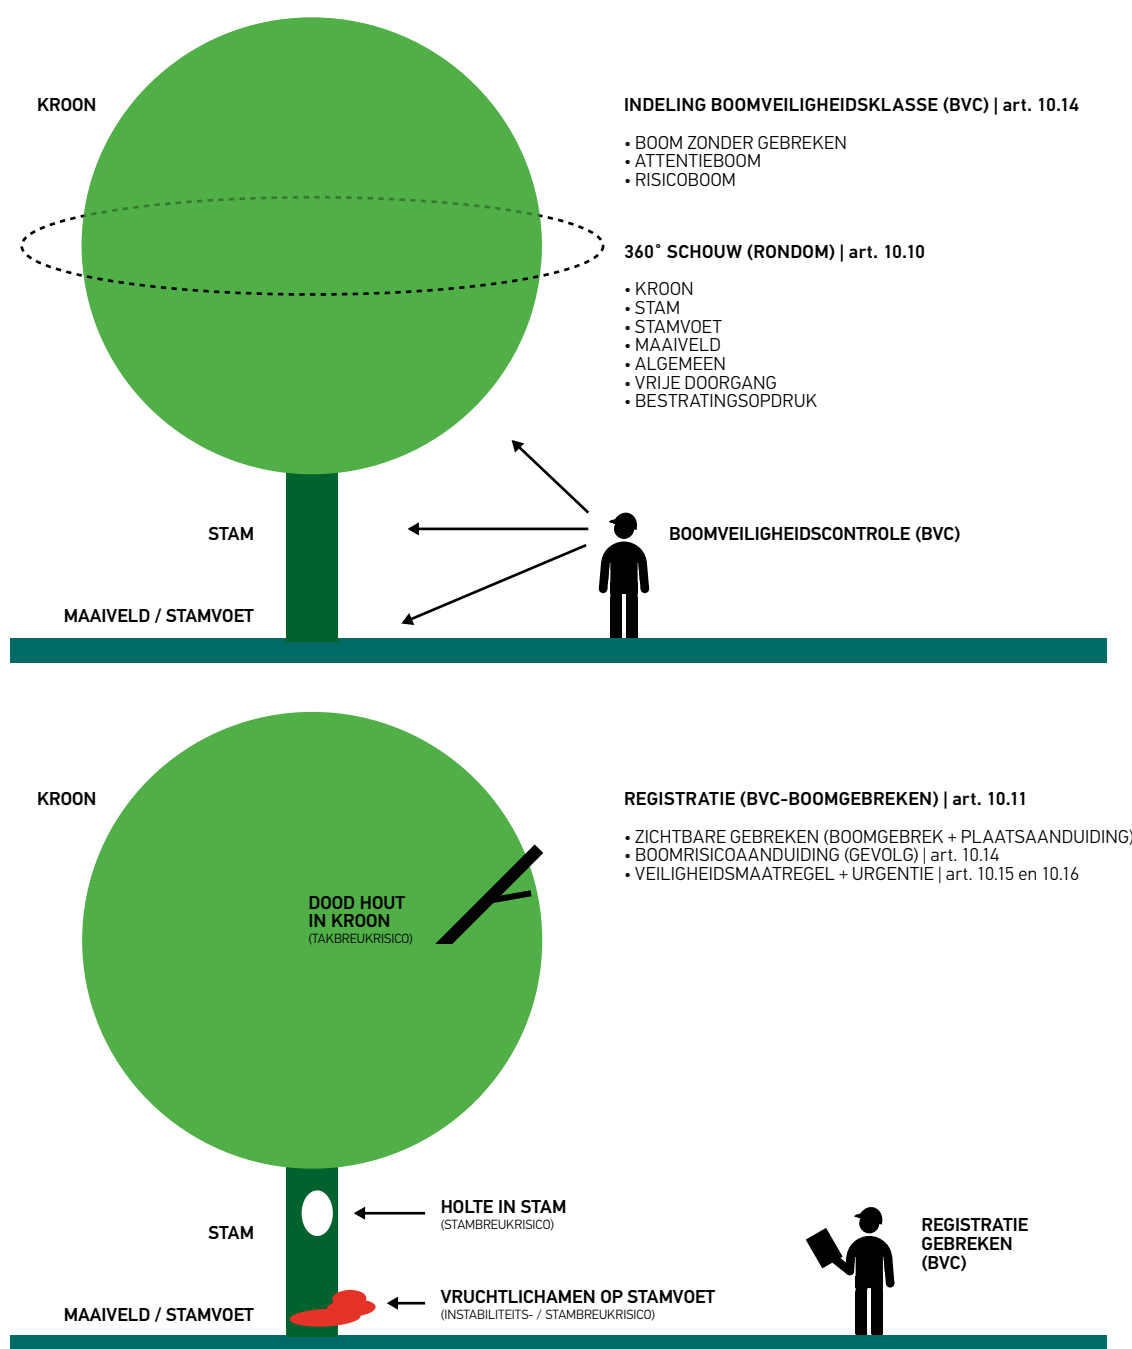 KROON
INDELING BOOMVEILIGHEIDSKLASSE (BVC) | art. 10.14
• BOOM ZONDER GEBREKEN
• ATTENTIEBOOM
• RISICOBOOM
360° SCHOUW (RONDOM) | art. 10.10
• KROON
• STAM
• STAMVOET
• MAAIVELD
• ALGEMEEN
• VRIJE DOORGANG
• BESTRATINGSOPDRUK
STAM
BOOMVEILIGHEIDSCONTROLE (BVC)
MAAIVELD / STAMVOET
KROON
REGISTRATIE (BVC-BOOMGEBREKEN) | art. 10.11
• ZICHTBARE GEBREKEN (BOOMGEBREK + PLAATSAANDUIDING)
• BOOMRISICOAANDUIDING (GEVOLG) | art. 10.14
• VEILIGHEIDSMAATREGEL + URGENTIE | art. 10.15 en 10.16
DOOD HOUT
IN KROON
(TAKBREUKRISICO)
HOLTE IN STAM
(STAMBREUKRISICO)
STAM
REGISTRATIE
GEBREKEN
(BVC)
VRUCHTLICHAMEN OP STAMVOET
(INSTABILITEITS- / STAMBREUKRISICO)
MAAIVELD / STAMVOET